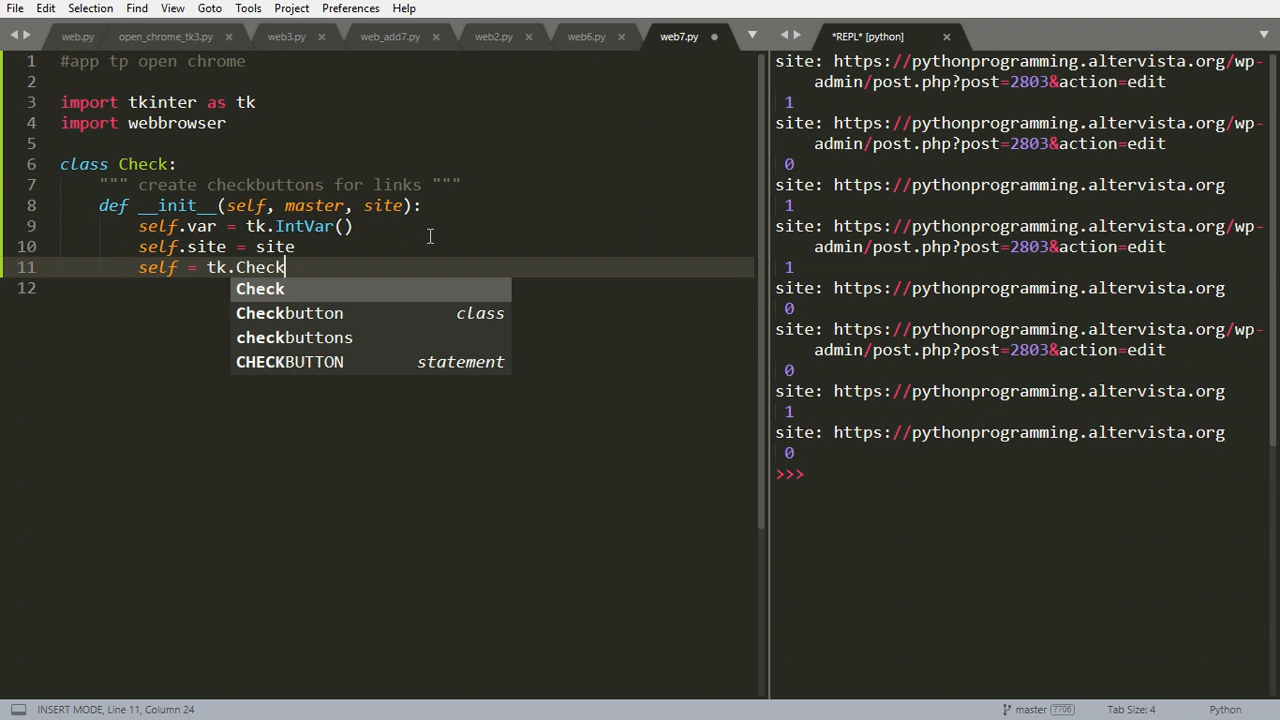 File Edit Selection Find View Goto Tools Project Preferences Help
web.py open_chrome_tk3.py web3.py web_add7.py web2.py web6.py web7.py *REPL* [python]
1 #app tp open chrome
2
3 import tkinter as tk
4 import webbrowser
5
6 class Check:
7 """ create checkbuttons for links """
8 def __init__(self, master, site):
9 self.var = tk.IntVar()
10 self.site = site
11 self = tk.Check
12
Check
Checkbutton class
checkbuttons
CHECKBUTTON statement
site: https://pythonprogramming.altervista.org/wp-
admin/post.php?post=2803&action=edit
1
site: https://pythonprogramming.altervista.org/wp-
admin/post.php?post=2803&action=edit
0
site: https://pythonprogramming.altervista.org
1
site: https://pythonprogramming.altervista.org/wp-
admin/post.php?post=2803&action=edit
1
site: https://pythonprogramming.altervista.org
0
site: https://pythonprogramming.altervista.org/wp-
admin/post.php?post=2803&action=edit
0
site: https://pythonprogramming.altervista.org
1
site: https://pythonprogramming.altervista.org
0
>>>
INSERT MODE, Line 11, Column 24 master 7706 Tab Size: 4 Python